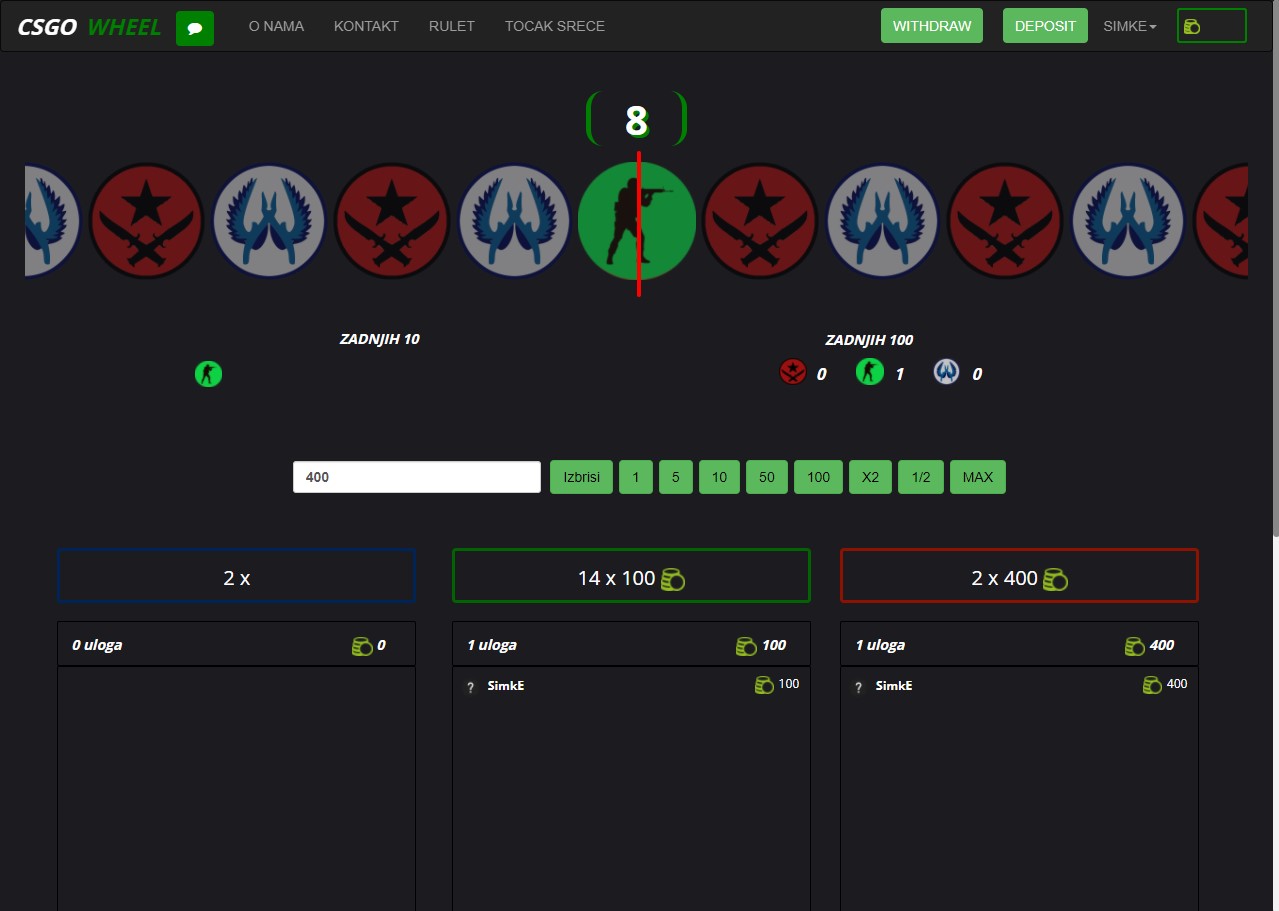 CSGO WHEEL O NAMA KONTAKT RULET TOCAK SRECE WITHDRAW DEPOSIT SIMKE
8
ZADNJIH 10 ZADNJIH 100
0 1 0
400 Izbrisi 1 5 10 50 100 X2 1/2 MAX
2 x 14 x 100 2 x 400
0 uloga 0 1 uloga 100 1 uloga 400
? SimkE 100 ? SimkE 400